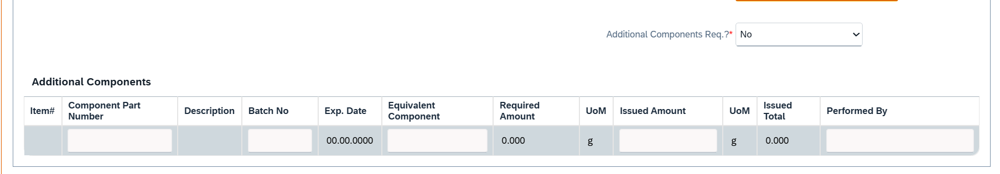 Additional Components Req.?* No
Additional Components
Item# Component Part Number Description Batch No Exp. Date Equivalent Component Required Amount UoM Issued Amount UoM Issued Total Performed By
00.00.0000 0.000 g g 0.000